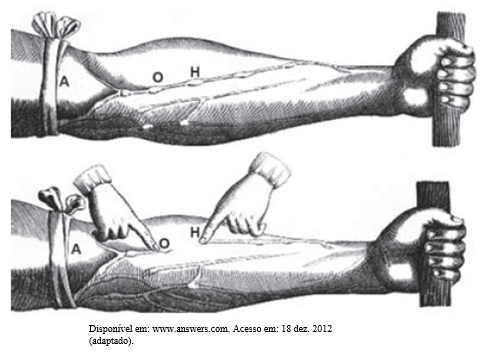 A
O
H
A
O
H
Disponível em: www.answers.com. Acesso em: 18 dez. 2012
(adaptado).